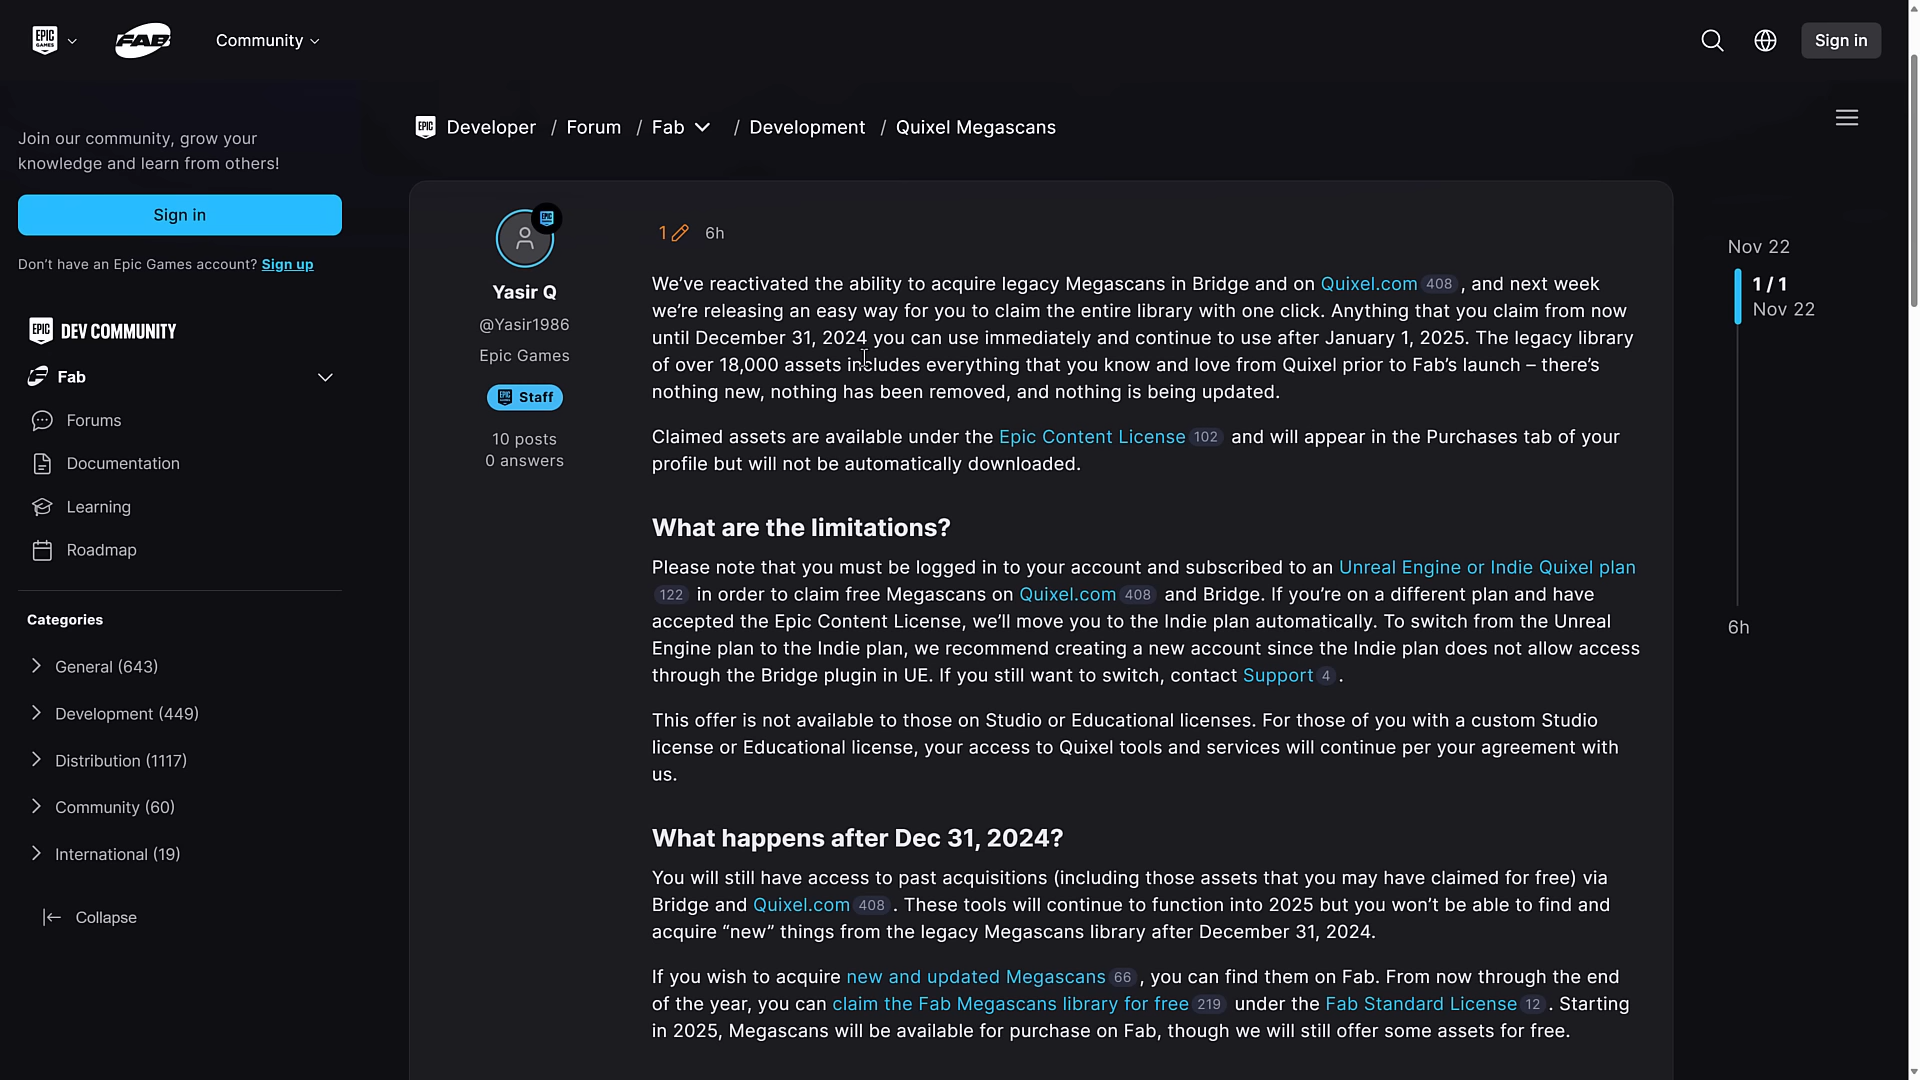 EPIC GAMES
FAB
Community
Sign in
Join our community, grow your
knowledge and learn from others!
Sign in
Don’t have an Epic Games account? Sign up
EPIC DEV COMMUNITY
Fab
Forums
Documentation
Learning
Roadmap
Categories
General (643)
Development (449)
Distribution (1117)
Community (60)
International (19)
Collapse
EPIC Developer / Forum / Fab / Development / Quixel Megascans
EPIC
Yasir Q
@Yasir1986
Epic Games
EPIC Staff
10 posts
0 answers
1 6h
We’ve reactivated the ability to acquire legacy Megascans in Bridge and on Quixel.com 408 , and next week
we’re releasing an easy way for you to claim the entire library with one click. Anything that you claim from now
until December 31, 2024 you can use immediately and continue to use after January 1, 2025. The legacy library
of over 18,000 assets includes everything that you know and love from Quixel prior to Fab’s launch – there’s
nothing new, nothing has been removed, and nothing is being updated.
Claimed assets are available under the Epic Content License 102 and will appear in the Purchases tab of your
profile but will not be automatically downloaded.
What are the limitations?
Please note that you must be logged in to your account and subscribed to an Unreal Engine or Indie Quixel plan
122 in order to claim free Megascans on Quixel.com 408 and Bridge. If you’re on a different plan and have
accepted the Epic Content License, we’ll move you to the Indie plan automatically. To switch from the Unreal
Engine plan to the Indie plan, we recommend creating a new account since the Indie plan does not allow access
through the Bridge plugin in UE. If you still want to switch, contact Support 4 .
This offer is not available to those on Studio or Educational licenses. For those of you with a custom Studio
license or Educational license, your access to Quixel tools and services will continue per your agreement with
us.
What happens after Dec 31, 2024?
You will still have access to past acquisitions (including those assets that you may have claimed for free) via
Bridge and Quixel.com 408 . These tools will continue to function into 2025 but you won’t be able to find and
acquire “new” things from the legacy Megascans library after December 31, 2024.
If you wish to acquire new and updated Megascans 66 , you can find them on Fab. From now through the end
of the year, you can claim the Fab Megascans library for free 219 under the Fab Standard License 12 . Starting
in 2025, Megascans will be available for purchase on Fab, though we will still offer some assets for free.
Nov 22
1 / 1
Nov 22
6h